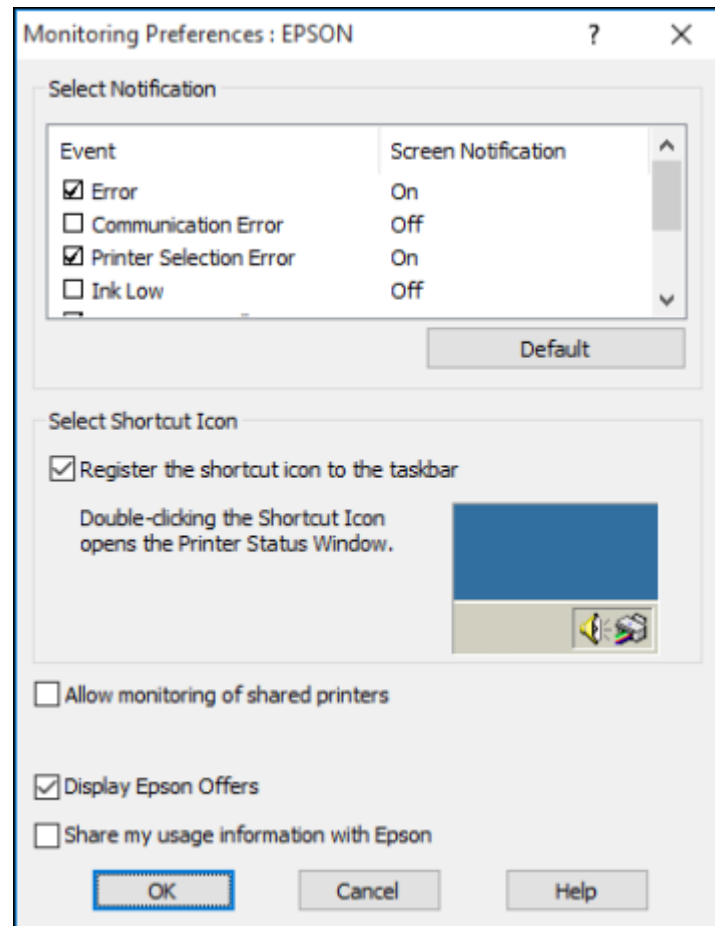 Monitoring Preferences : EPSON ? ×
Select Notification
Event Screen Notification
Error On
Communication Error Off
Printer Selection Error On
Ink Low Off
Default
Select Shortcut Icon
Register the shortcut icon to the taskbar
Double-clicking the Shortcut Icon
opens the Printer Status Window.
Allow monitoring of shared printers
Display Epson Offers
Share my usage information with Epson
OK Cancel Help